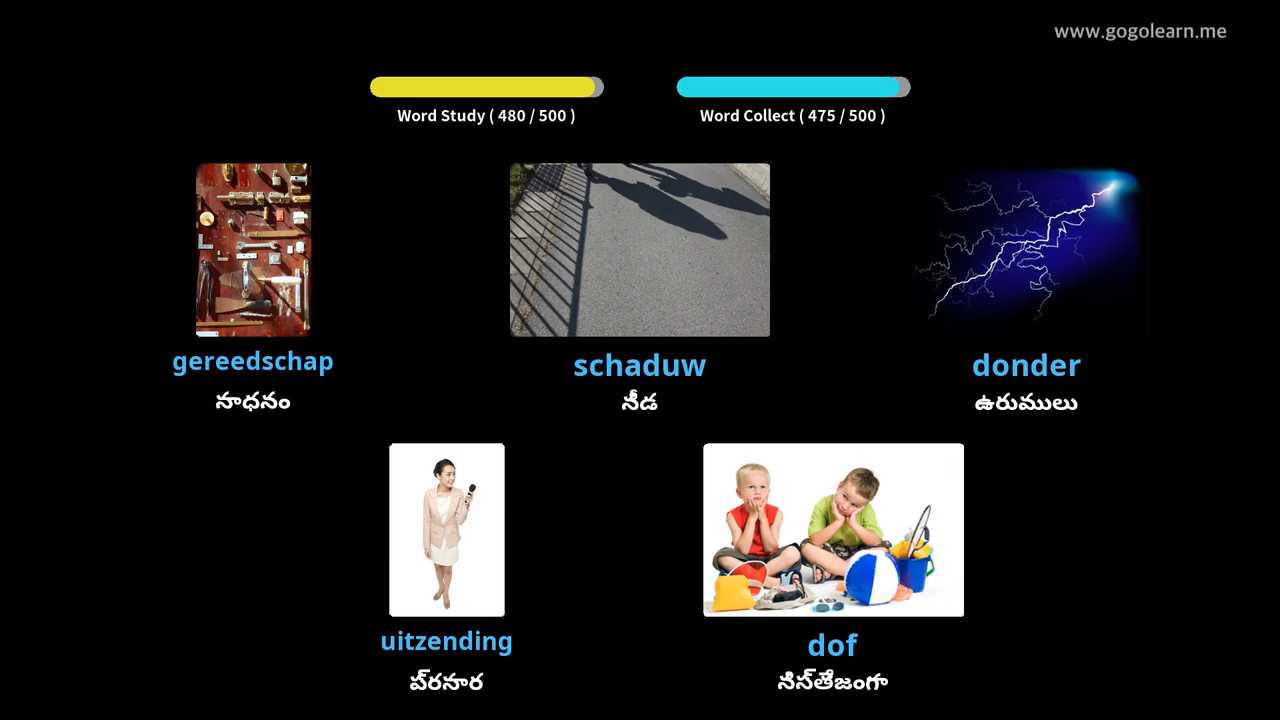 www.gogolearn.me
Word Study ( 480 / 500 )
Word Collect ( 475 / 500 )
gereedschap
సాధనం
schaduw
నీడ
donder
ఉరుములు
uitzending
ప్రసార
dof
నిస్తేజంగా